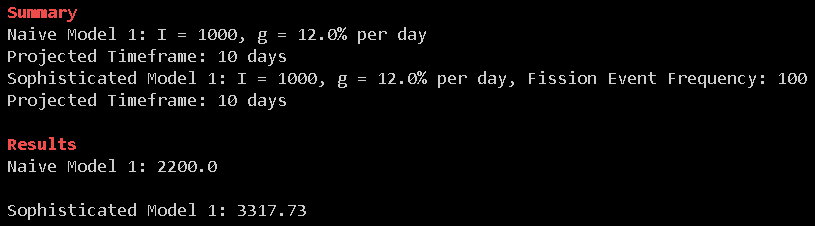 Summary
Naive Model 1: I = 1000, g = 12.0% per day
Projected Timeframe: 10 days
Sophisticated Model 1: I = 1000, g = 12.0% per day, Fission Event Frequency: 100
Projected Timeframe: 10 days
Results
Naive Model 1: 2200.0
Sophisticated Model 1: 3317.73